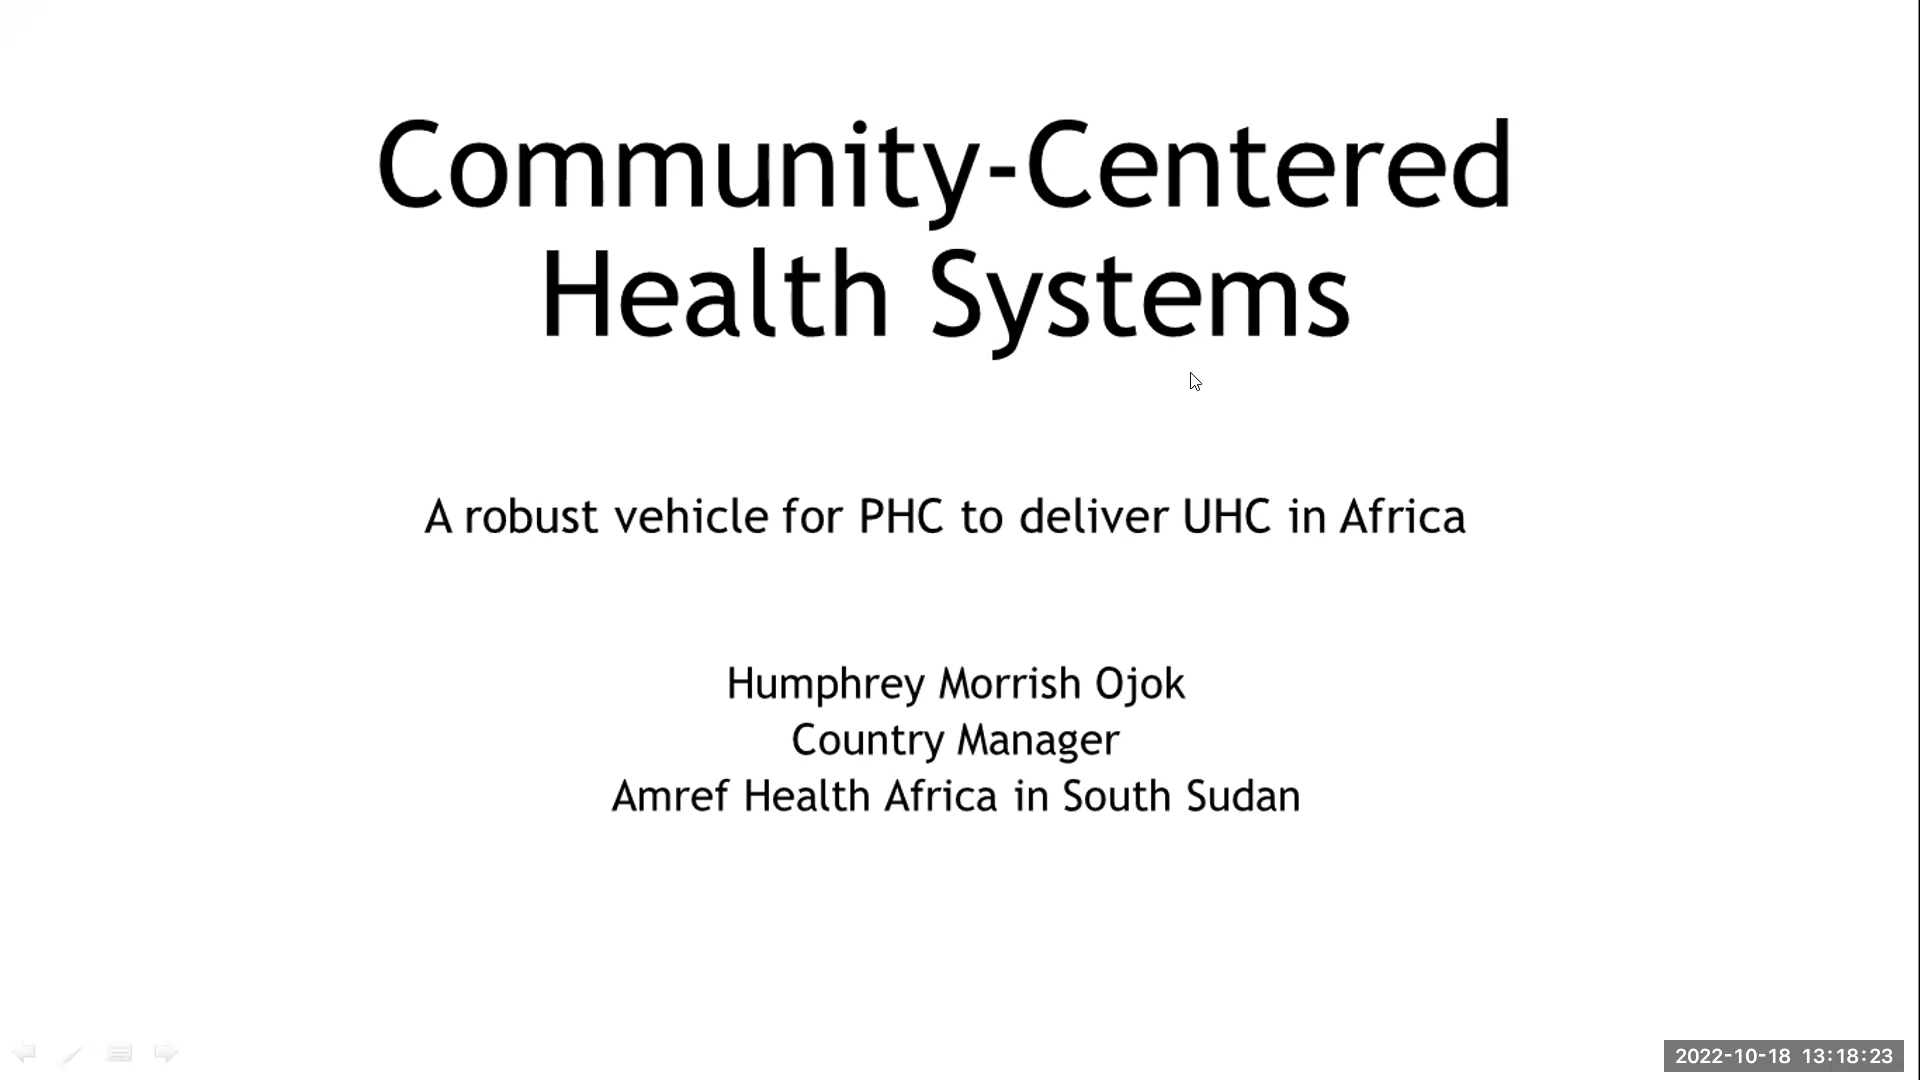 Community-Centered
Health Systems
A robust vehicle for PHC to deliver UHC in Africa
Humphrey Morrish Ojok
Country Manager
Amref Health Africa in South Sudan
2022-10-18 13:18:23